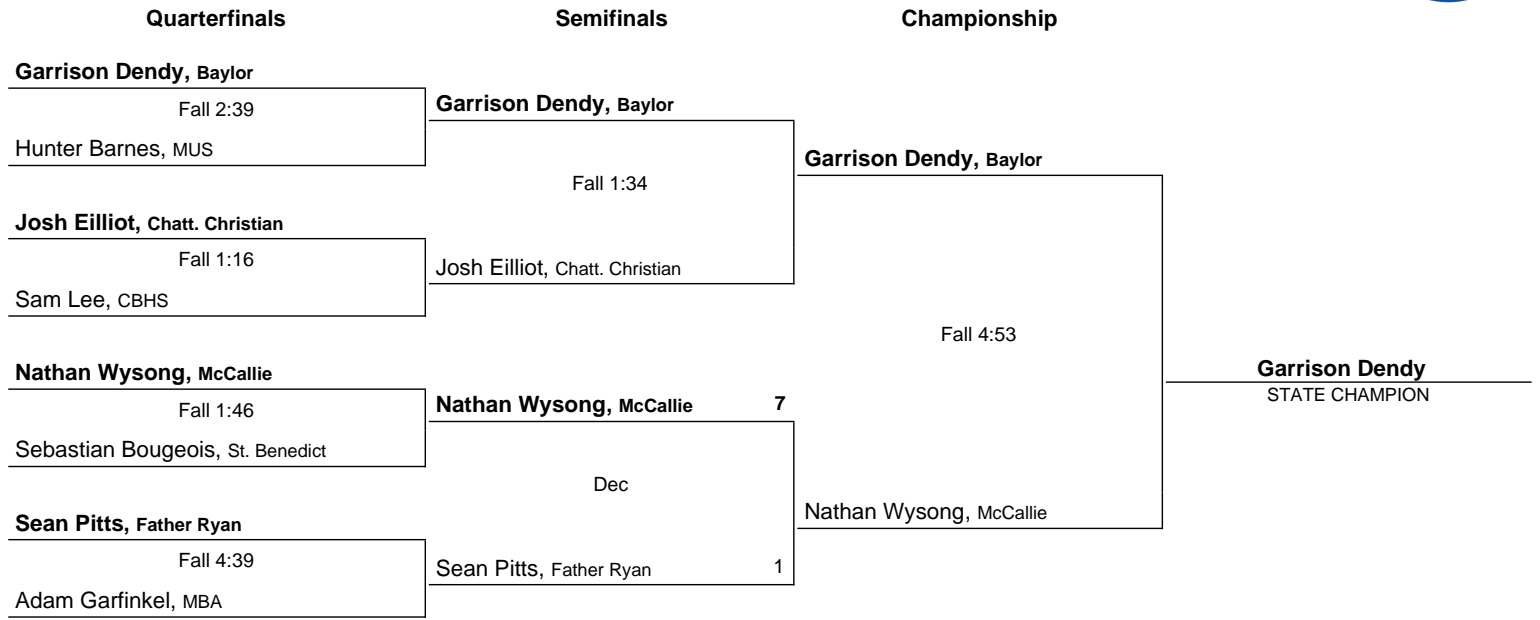 Quarterfinals Semifinals Championship
Garrison Dendy, Baylor
Fall 2:39
Hunter Barnes, MUS
Josh Eilliot, Chatt. Christian
Fall 1:16
Sam Lee, CBHS
Nathan Wysong, McCallie
Fall 1:46
Sebastian Bougeois, St. Benedict
Sean Pitts, Father Ryan
Fall 4:39
Adam Garfinkel, MBA
Garrison Dendy, Baylor
Fall 1:34
Josh Eilliot, Chatt. Christian
Nathan Wysong, McCallie 7
Dec
Sean Pitts, Father Ryan 1
Garrison Dendy, Baylor
Fall 4:53
Nathan Wysong, McCallie
Garrison Dendy
STATE CHAMPION